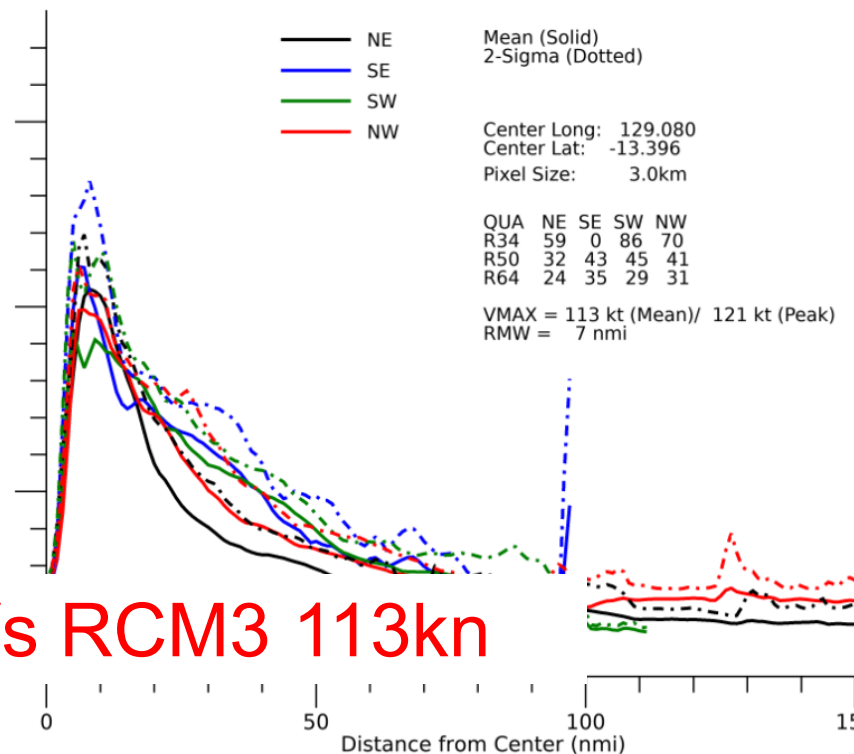 NE
SE
SW
NW
Mean (Solid)
2-Sigma (Dotted)
Center Long: 129.080
Center Lat: -13.396
Pixel Size: 3.0km
QUA NE SE SW NW
R34 59 0 86 70
R50 32 43 45 41
R64 24 35 29 31
VMAX = 113 kt (Mean)/ 121 kt (Peak)
RMW = 7 nmi
's RCM3 113kn
0 50 100
Distance from Center (nmi)